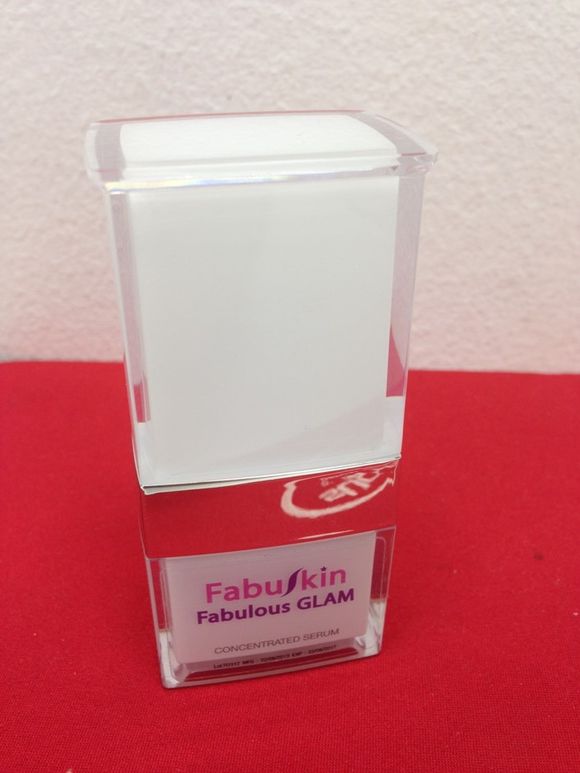 Fabuskin
Fabulous GLAM
CONCENTRATED SERUM